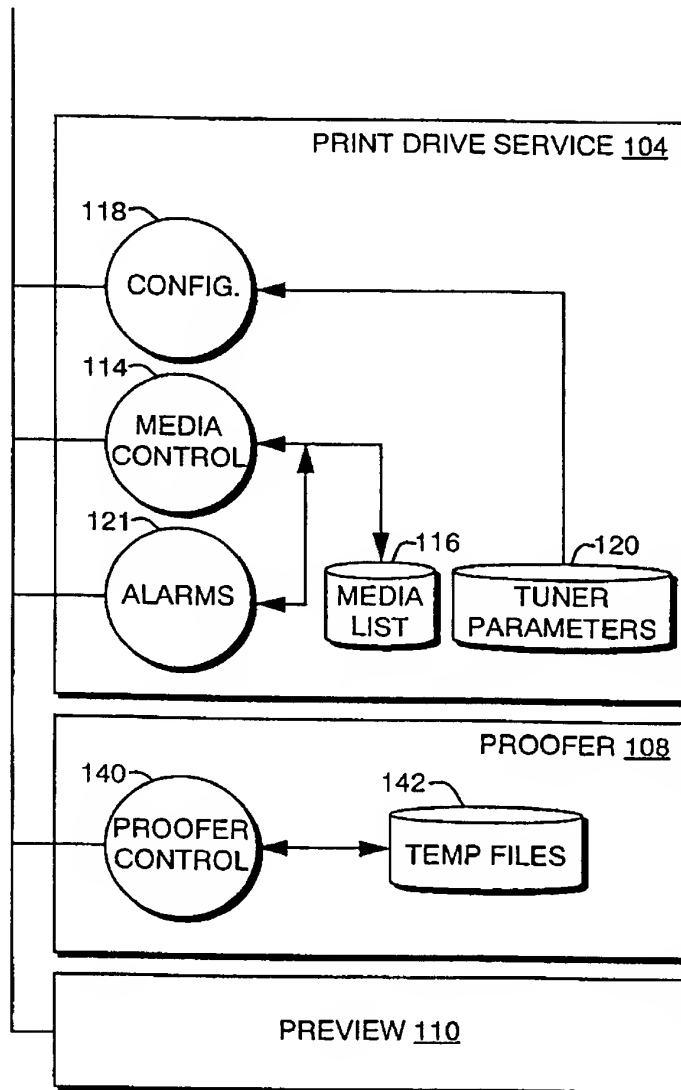 PRINT DRIVE SERVICE 104
118
CONFIG.
114
MEDIA
CONTROL
121
ALARMS
116
MEDIA
LIST
120
TUNER
PARAMETERS
PROOFER 108
140
PROOFER
CONTROL
142
TEMP FILES
PREVIEW 110